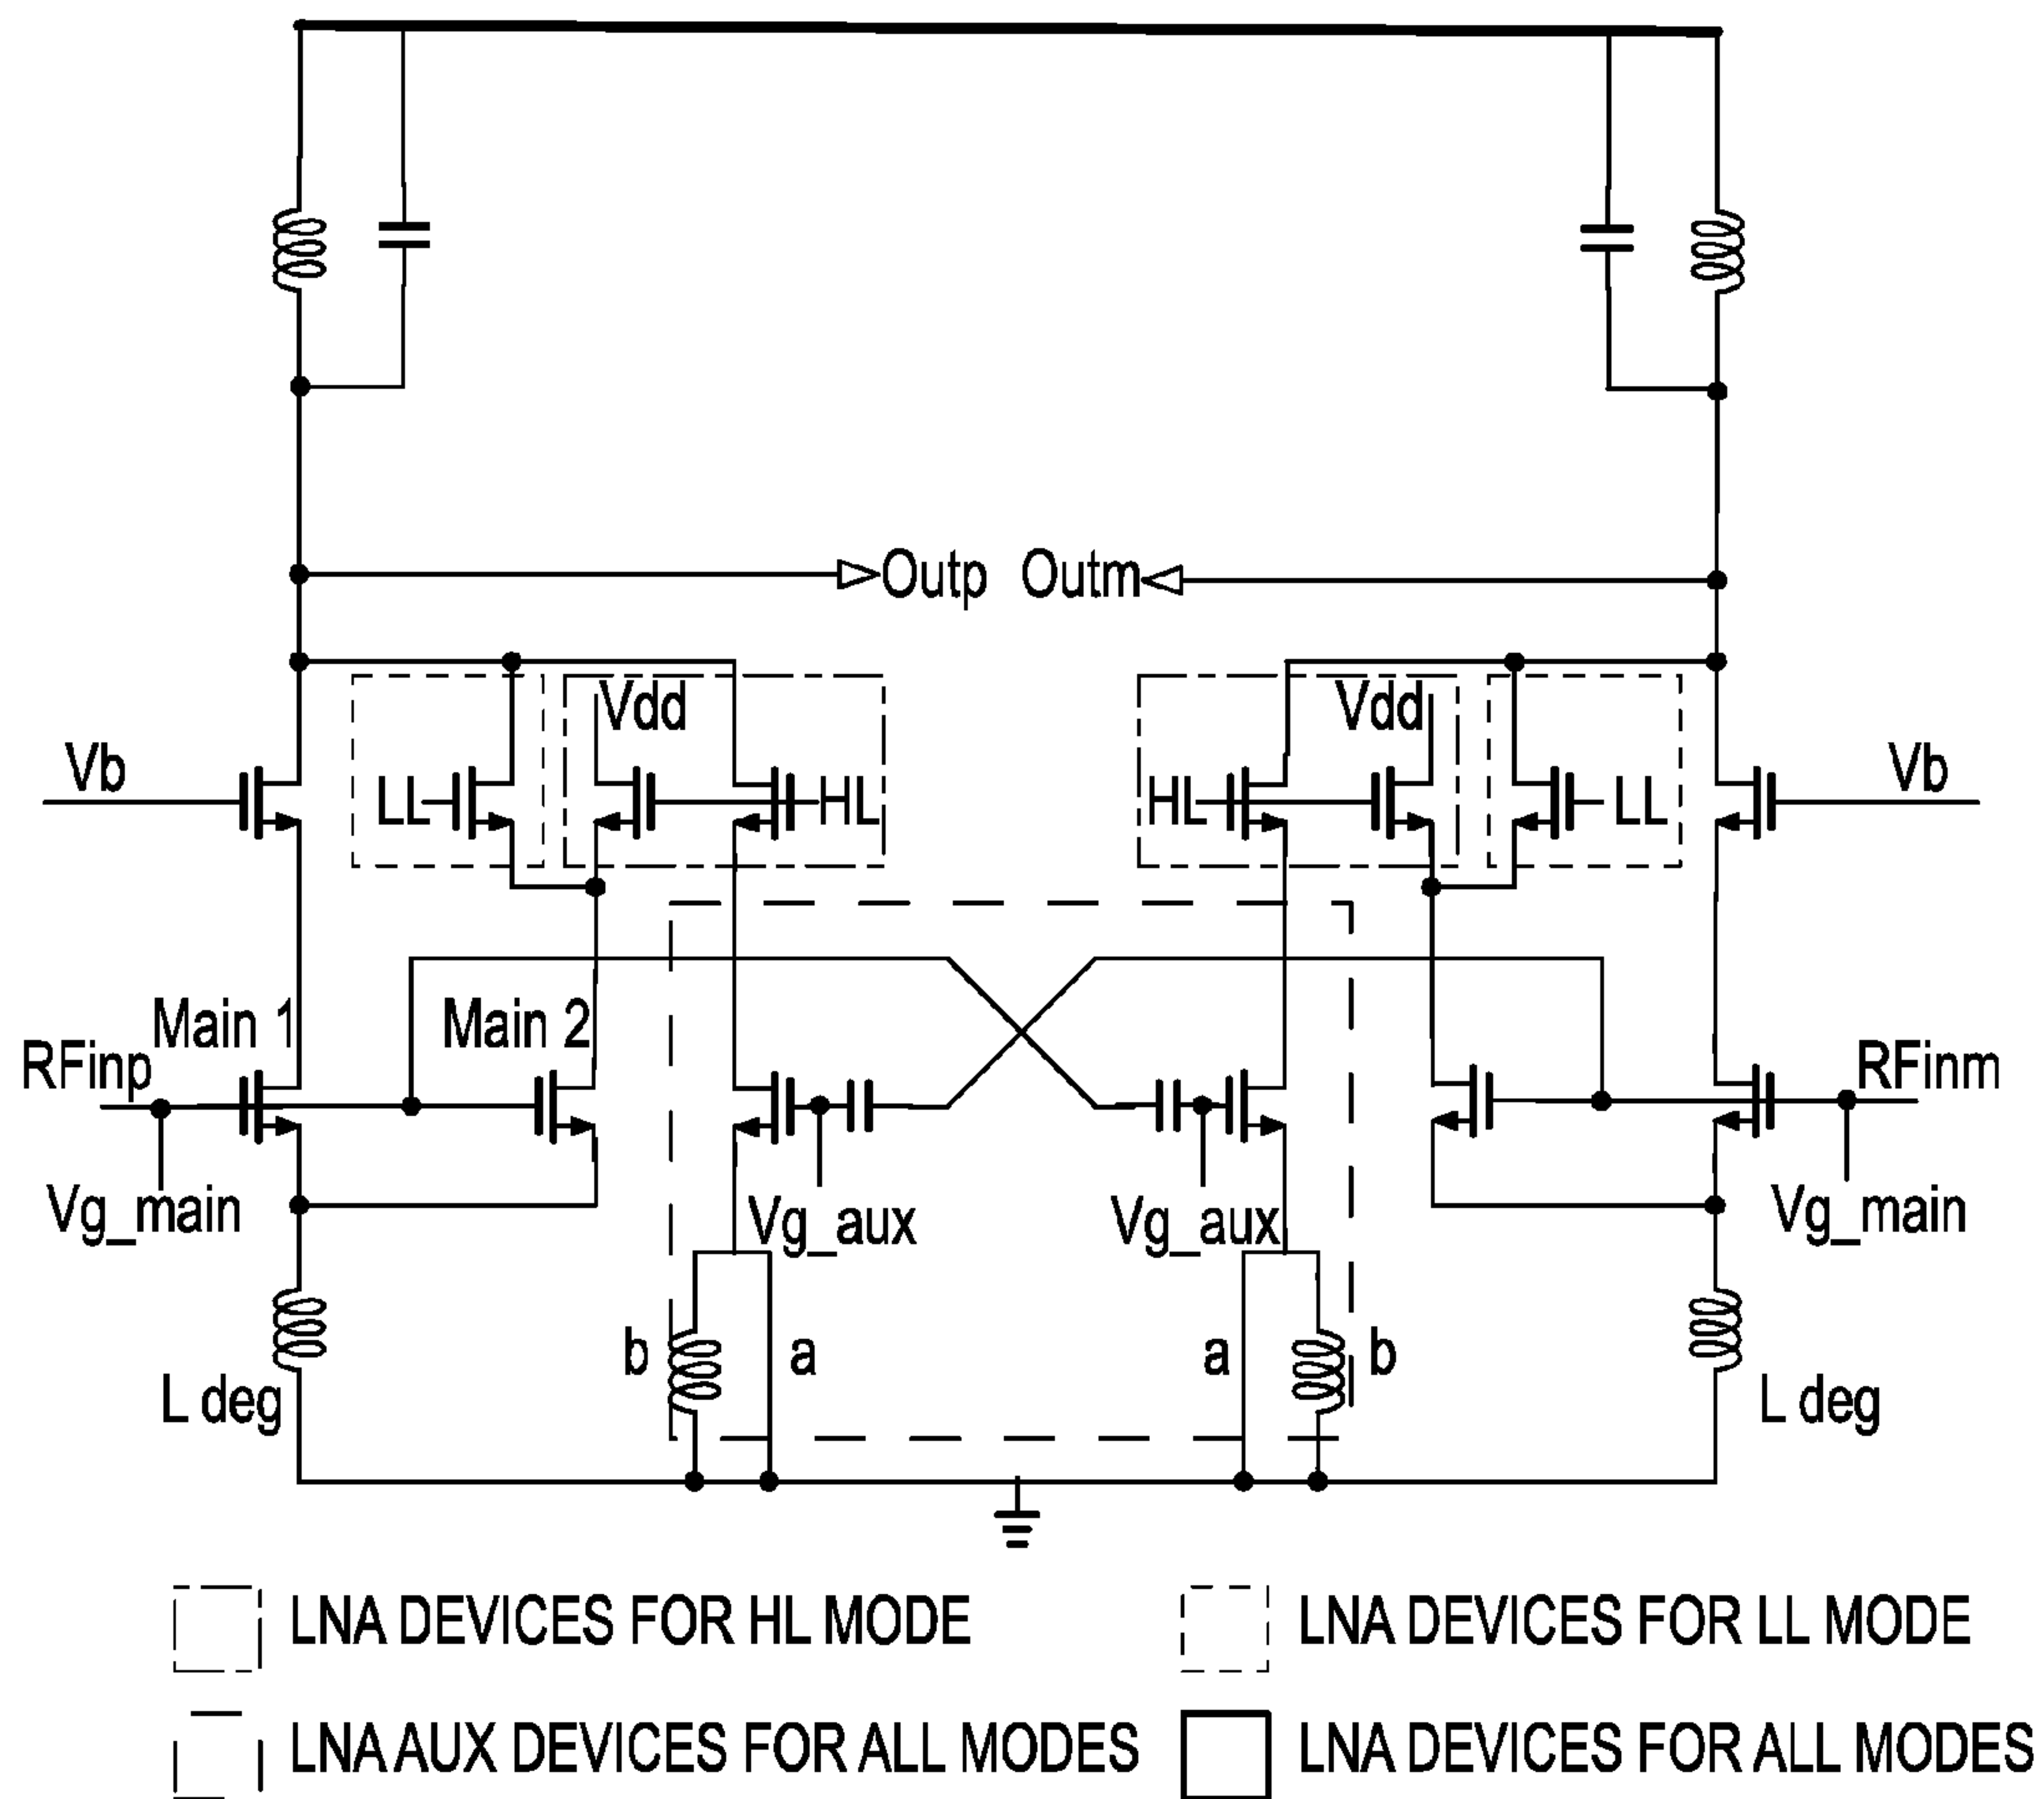 Outp Outm
Vdd Vdd
Vb LL HL HL LL Vb
Main 1 Main 2
RFinp RFinm
Vg_main Vg_aux Vg_aux Vg_main
b a a b
L deg L deg
LNA DEVICES FOR HL MODE
LNA DEVICES FOR LL MODE
LNA AUX DEVICES FOR ALL MODES
LNA DEVICES FOR ALL MODES